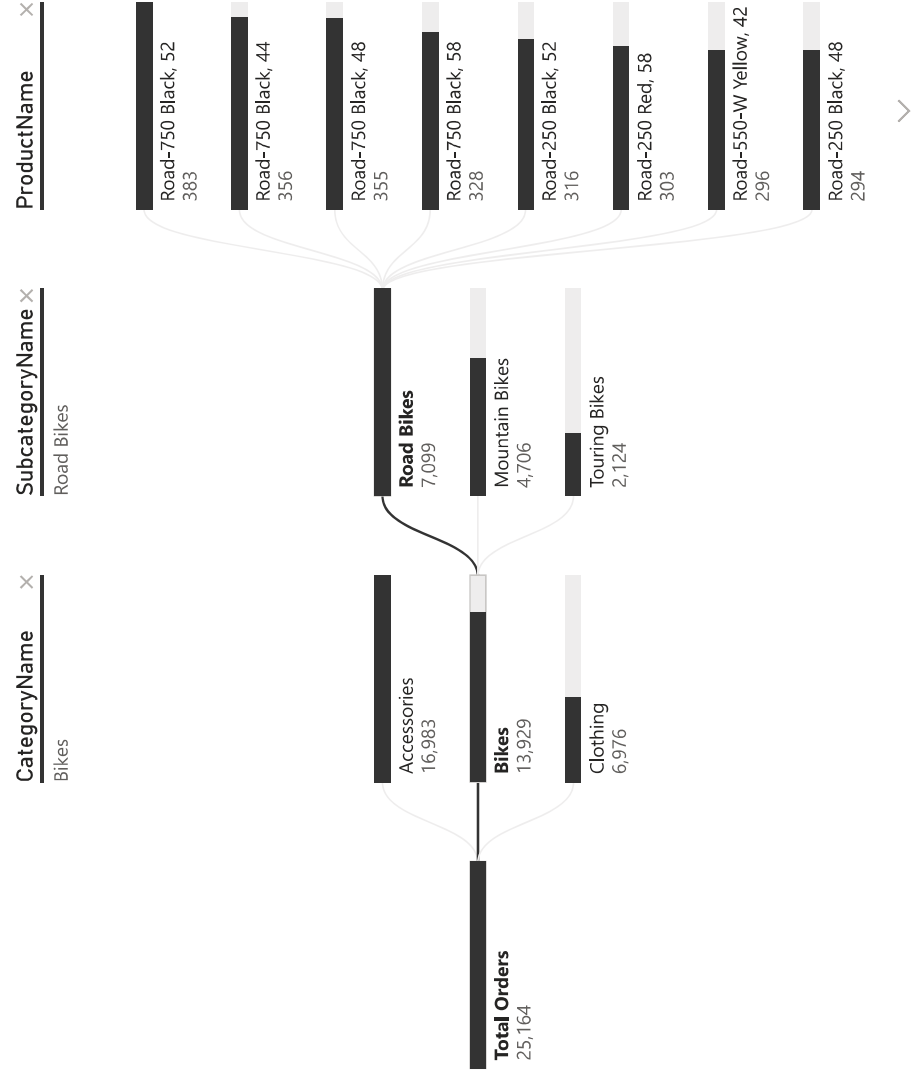 CategoryName
Bikes
SubcategoryName
Road Bikes
ProductName
Total Orders
25,164
Accessories
16,983
Bikes
13,929
Clothing
6,976
Road Bikes
7,099
Mountain Bikes
4,706
Touring Bikes
2,124
Road-750 Black, 52
383
Road-750 Black, 44
356
Road-750 Black, 48
355
Road-750 Black, 58
328
Road-250 Black, 52
316
Road-250 Red, 58
303
Road-550-W Yellow, 42
296
Road-250 Black, 48
294